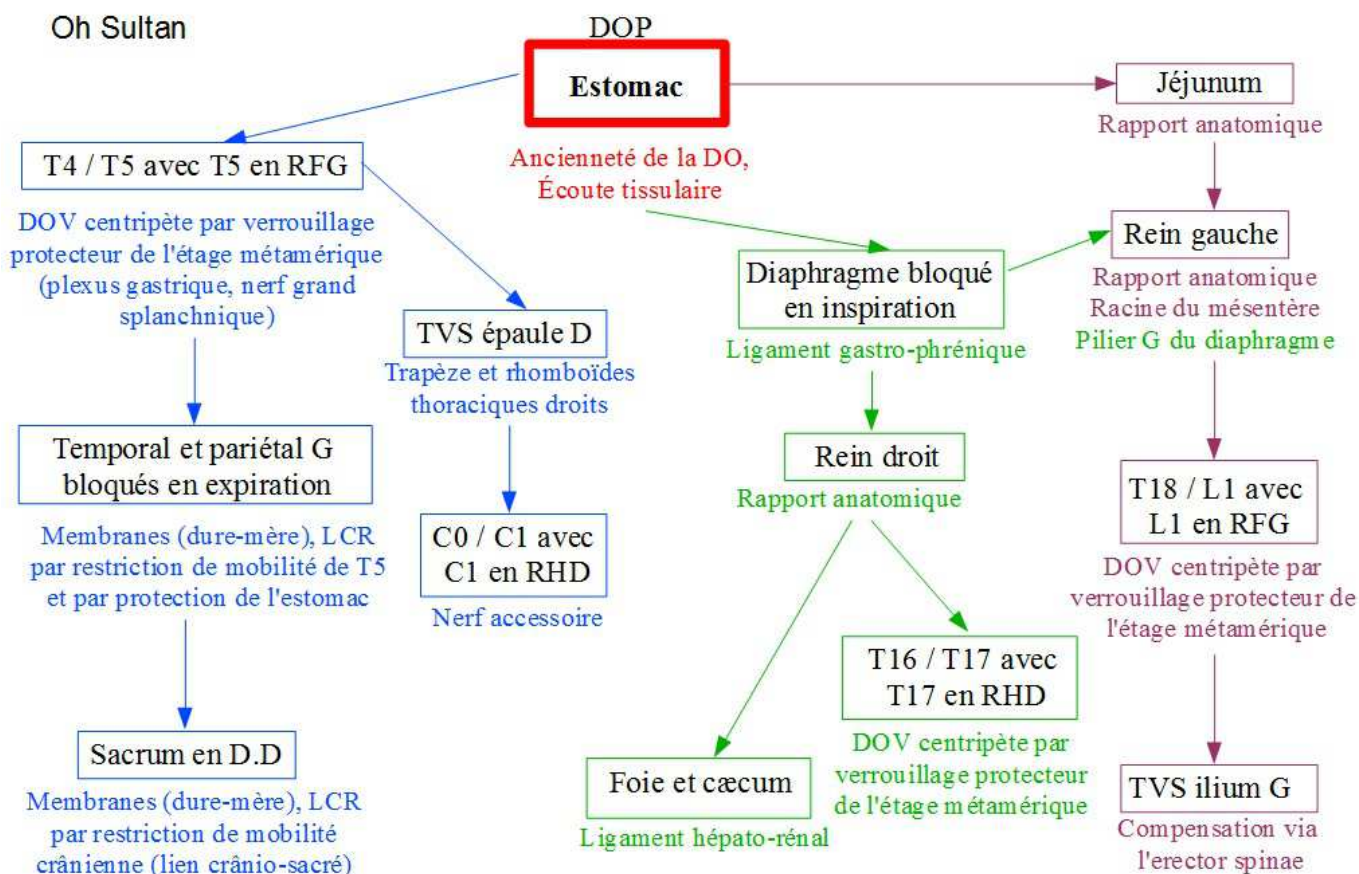 Oh Sultan
DOP
Estomac
Ancienneté de la DO,
Écoute tissulaire
T4 / T5 avec T5 en RFG
DOV centripète par verrouillage
protecteur de l'étage métamérique
(plexus gastrique, nerf grand
splanchnique)
Temporal et pariétal G
bloqués en expiration
Membranes (dure-mère), LCR
par restriction de mobilité de T5
et par protection de l'estomac
Sacrum en D.D
Membranes (dure-mère), LCR
par restriction de mobilité
crânienne (lien crânio-sacré)
TVS épaule D
Trapèze et rhomboïdes
thoraciques droits
C0 / C1 avec
C1 en RHD
Nerf accessoire
Diaphragme bloqué
en inspiration
Ligament gastro-phrénique
Rein droit
Rapport anatomique
Foie et cæcum
Ligament hépato-rénal
T16 / T17 avec
T17 en RHD
DOV centripète par
verrouillage protecteur
de l'étage métamérique
Jéjunum
Rapport anatomique
Rein gauche
Rapport anatomique
Racine du mésentère
Pilier G du diaphragme
T18 / L1 avec
L1 en RFG
DOV centripète par
verrouillage protecteur de
l'étage métamérique
TVS ilium G
Compensation via
l'erector spinae